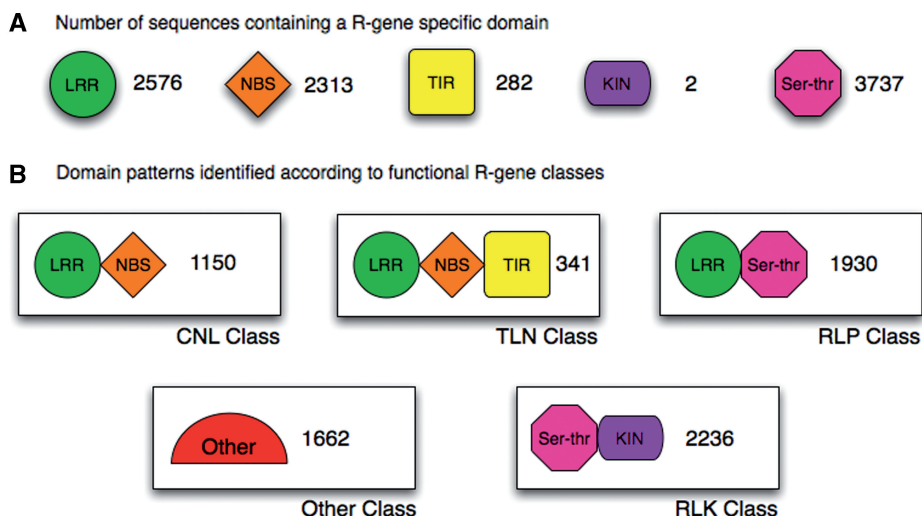 A Number of sequences containing a R-gene specific domain
LRR 2576 NBS 2313 TIR 282 KIN 2 Ser-thr 3737
B Domain patterns identified according to functional R-gene classes
LRR NBS 1150 LRR NBS TIR 341 LRR Ser-thr 1930
CNL Class TLN Class RLP Class
Other 1662 Ser-thr KIN 2236
Other Class RLK Class